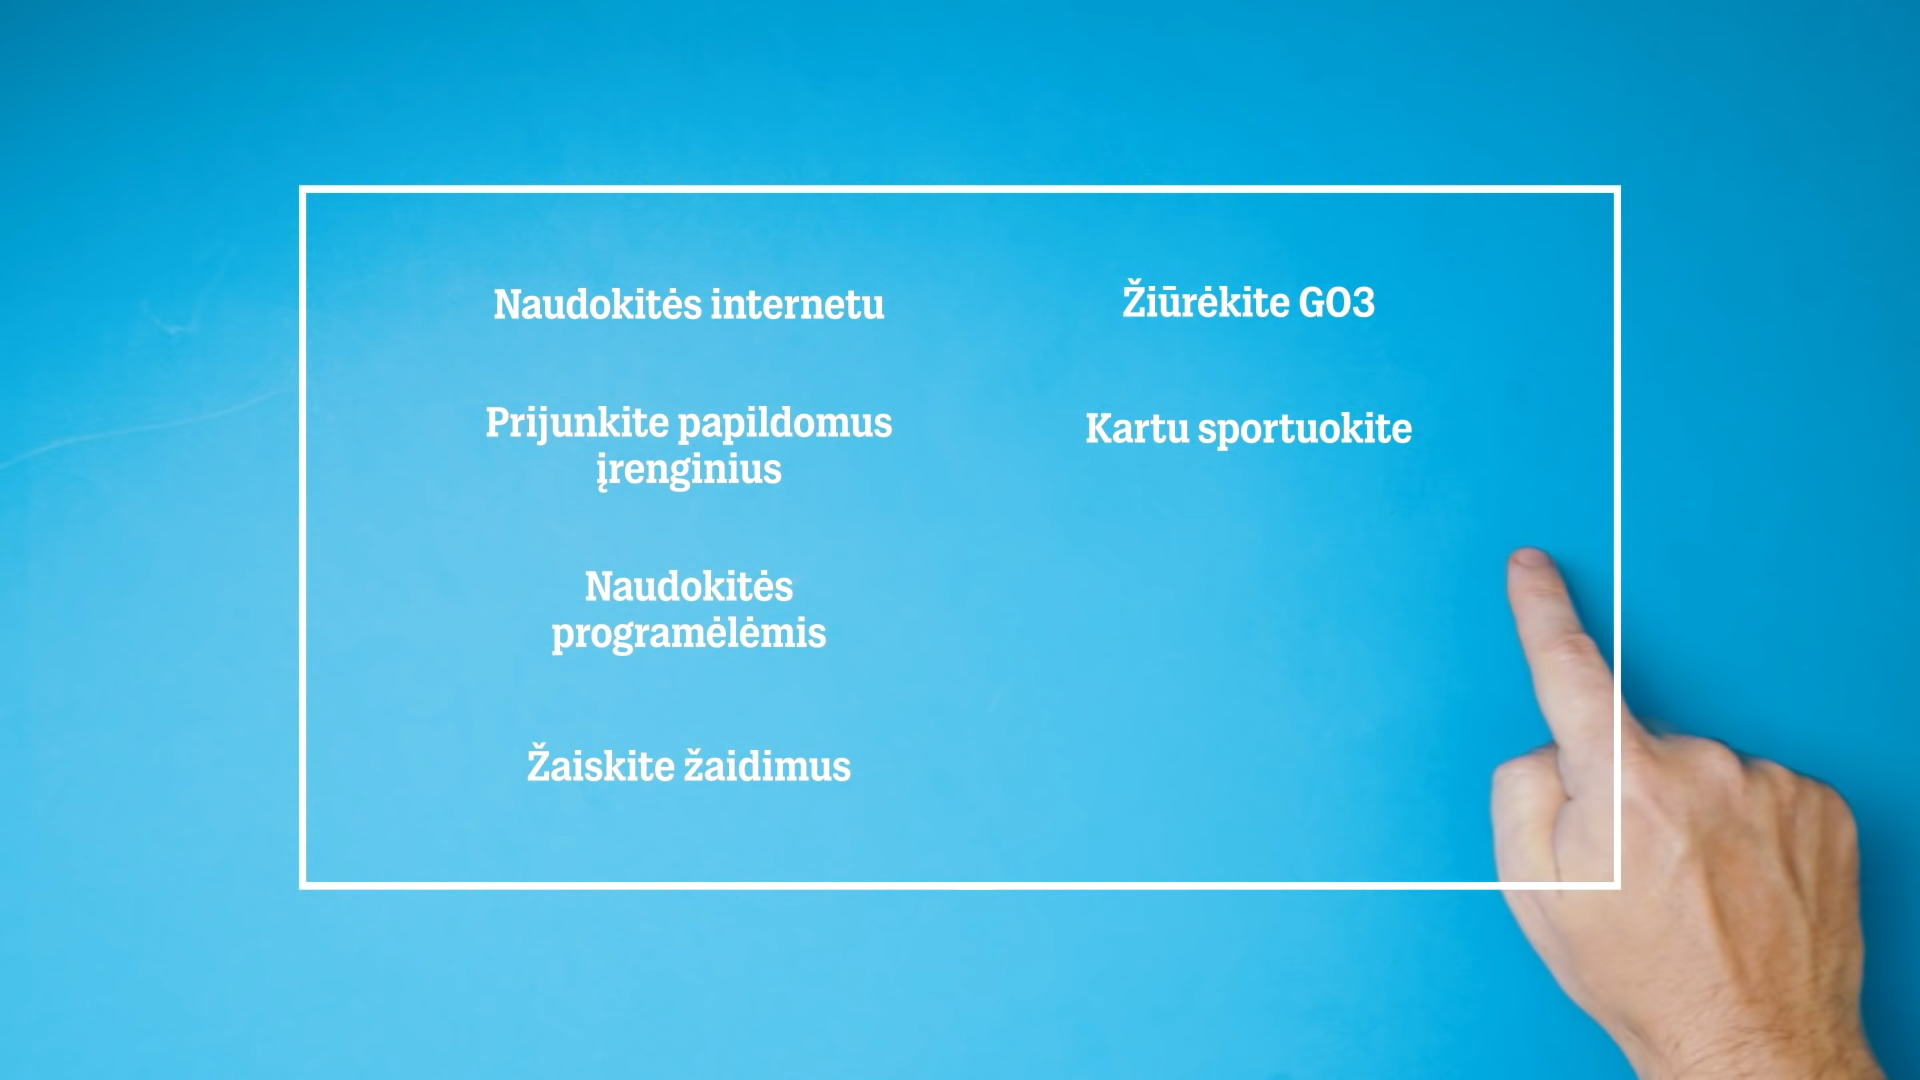 Naudokitės internetu
Prijunkite papildomus
įrenginius
Naudokitės
programėlėmis
Žaiskite žaidimus
Žiūrėkite GO3
Kartu sportuokite